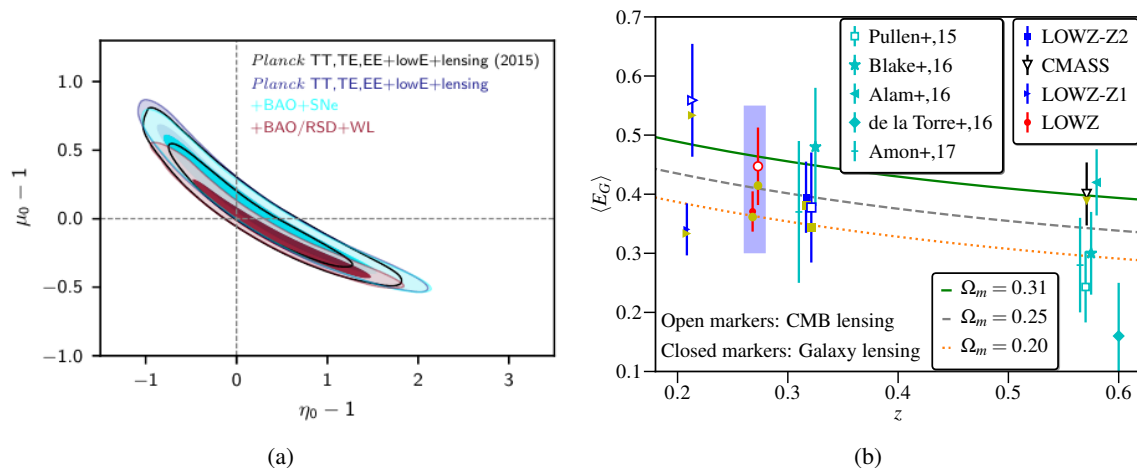 Planck TT,TE,EE+lowE+lensing (2015)
Planck TT,TE,EE+lowE+lensing
+BAO+SNe
+BAO/RSD+WL
1.0
0.5
0.0
−0.5
−1.0
μ₀ − 1
−1
0
1
2
3
η₀ − 1
(a)
0.7
0.6
0.5
0.4
0.3
0.2
0.1
⟨E_G⟩
Pullen+,15
Blake+,16
Alam+,16
de la Torre+,16
Amon+,17
LOWZ-Z2
CMASS
LOWZ-Z1
LOWZ
Open markers: CMB lensing
Closed markers: Galaxy lensing
Ω_m = 0.31
Ω_m = 0.25
Ω_m = 0.20
0.2
0.3
0.4
0.5
0.6
z
(b)